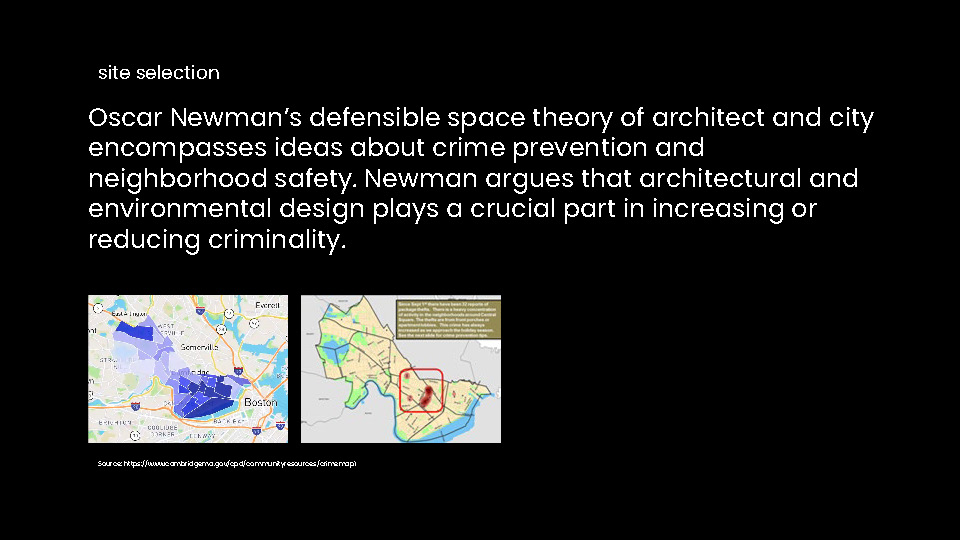 site selection
Oscar Newman’s defensible space theory of architect and city
encompasses ideas about crime prevention and
neighborhood safety. Newman argues that architectural and
environmental design plays a crucial part in increasing or
reducing criminality.
Everett
East Arlington
WEST
Somerville
Boston
BRIGHTON
COOLIDGE
CORNER
FENWAY
BACK BAY
Since Sept 1st there have been 32 reports of
package thefts. There is a heavy concentration
of activity in the neighborhoods around Central
Square. The thefts are from front porches or
apartment lobbies. This crime has always
increased as we approach the holiday season.
See the next slide for crime prevention tips.
Source: https://www.cambridgema.gov/cpd/communityresources/crimemap1